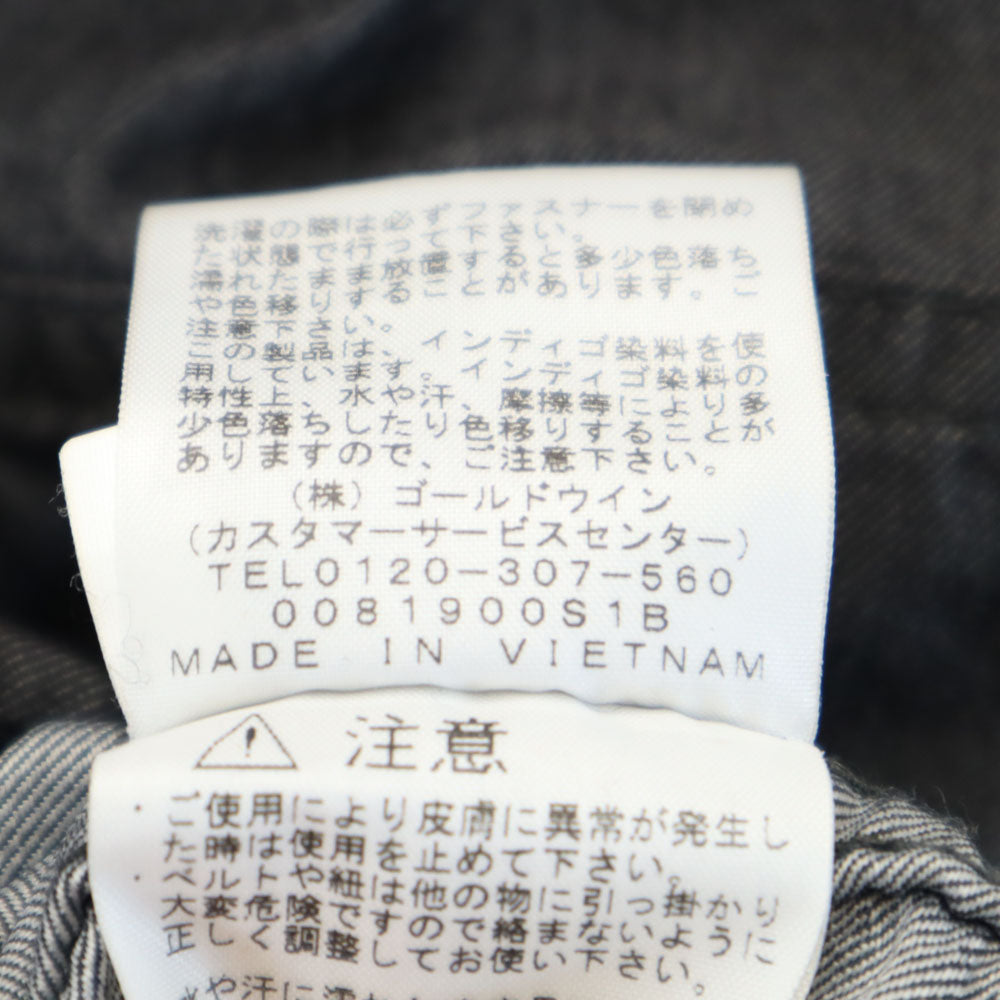 洗濯の際は必ずファスナーを閉め
た状態で行って下さい。
濡れたまま放置すると多少色落ち
や色移りすることがあります。ご
注意下さい。
この製品は、インディゴ染料を使
用しています。インディゴ染料の
特性上、水や汗、摩擦等により多
少色落ちしたり、色移りすることが
ありますので、ご注意下さい。
(株)ゴールドウイン
(カスタマーサービスセンター)
TEL0120-307-560
0081900S1B
MADE IN VIETNAM
注意
・ご使用により皮膚に異常が発生し
た時は使用を止めて下さい。
・ベルトや紐は他の物に引っ掛かり
大変危険ですので絡まないように
正しく調整してお使い下さい。